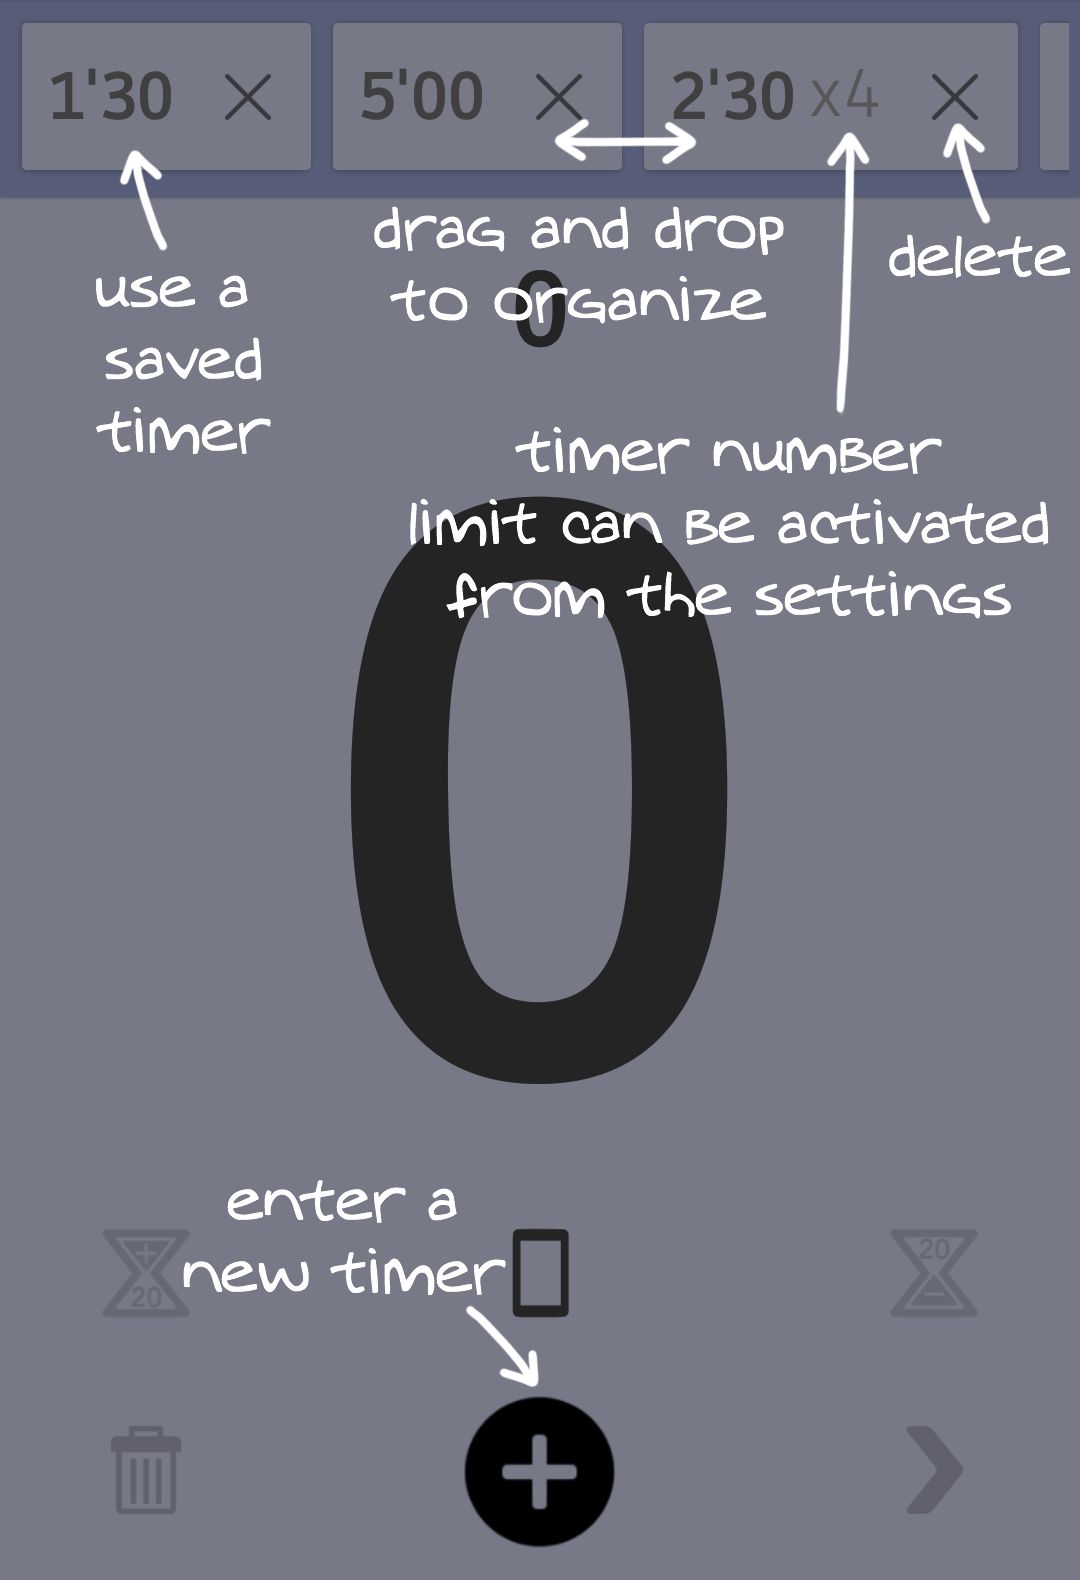 1'30
5'00
2'30 x4
drag and drop
to organize
delete
use a
saved
timer
0
timer number
limit can be activated
from the settings
0
enter a
new timer
+
20
20